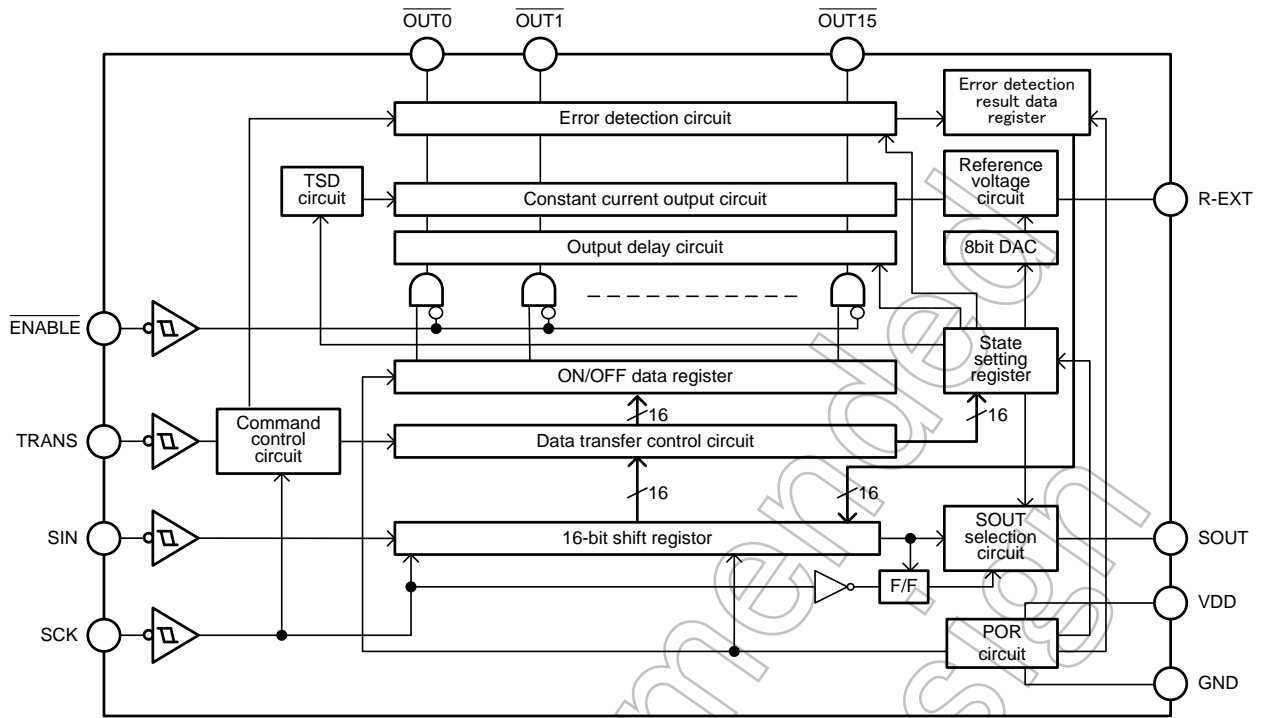 OUT0 OUT1 OUT15
Error detection
result data
register
Error detection circuit
TSD
circuit
Constant current output circuit
Reference
voltage
circuit
R-EXT
Output delay circuit
8bit DAC
ENABLE
State
setting
register
ON/OFF data register
16
16
TRANS
Command
control
circuit
Data transfer control circuit
16
16
SIN
16-bit shift registor
SOUT
selection
circuit
SOUT
F/F
VDD
SCK
POR
circuit
GND
mended
sign